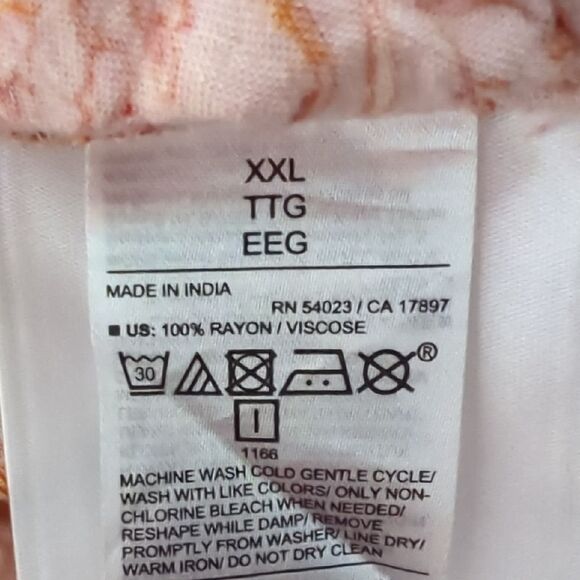 XXL
TTG
EEG
MADE IN INDIA
RN 54023 / CA 17897
■ US: 100% RAYON / VISCOSE
30
®
1166
MACHINE WASH COLD GENTLE CYCLE/
WASH WITH LIKE COLORS/ ONLY NON-
CHLORINE BLEACH WHEN NEEDED/
RESHAPE WHILE DAMP/ REMOVE
PROMPTLY FROM WASHER/ LINE DRY/
WARM IRON/ DO NOT DRY CLEAN